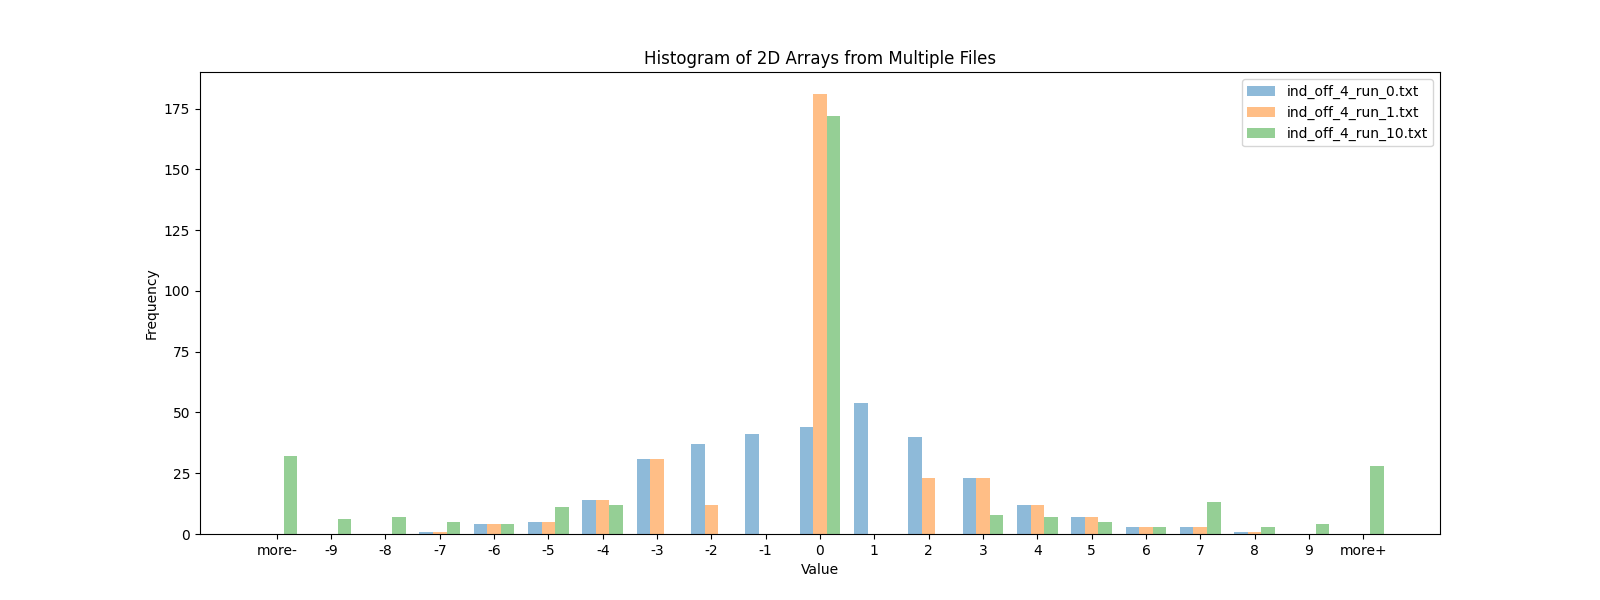 Histogram of 2D Arrays from Multiple Files
ind_off_4_run_0.txt
ind_off_4_run_1.txt
ind_off_4_run_10.txt
175
150
125
100
75
50
25
0
Frequency
more- -9 -8 -7 -6 -5 -4 -3 -2 -1 0 1 2 3 4 5 6 7 8 9 more+
Value